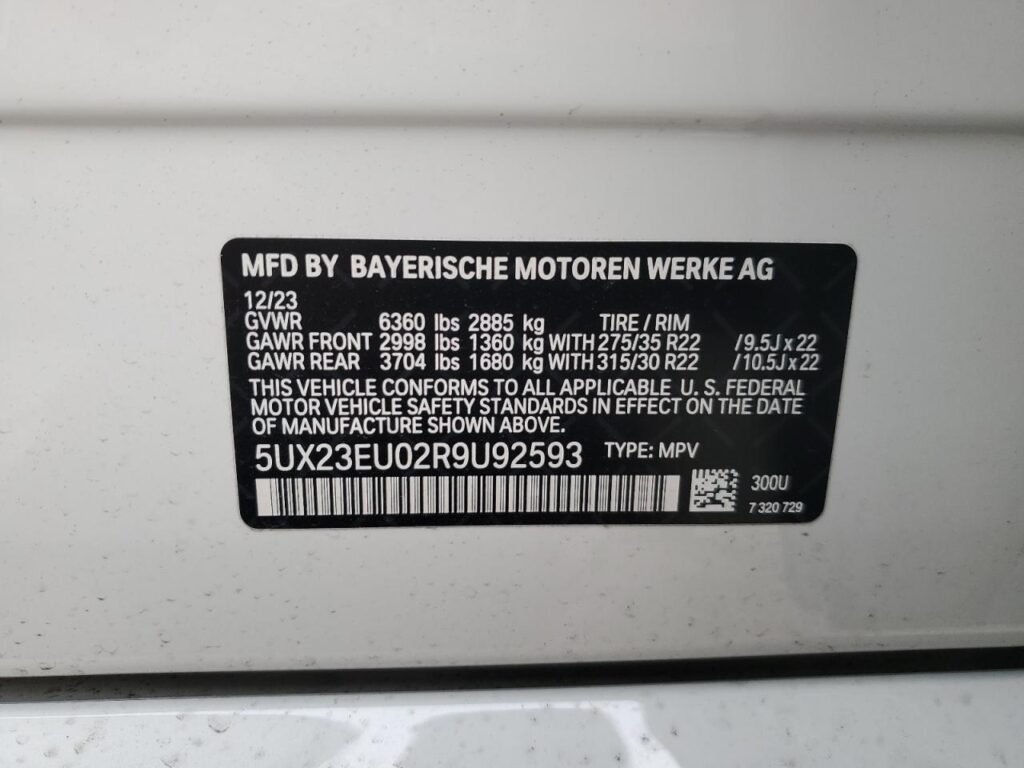 MFD BY BAYERISCHE MOTOREN WERKE AG
12/23
GVWR 6360 lbs 2885 kg TIRE / RIM
GAWR FRONT 2998 lbs 1360 kg WITH 275/35 R22 /9.5J x 22
GAWR REAR 3704 lbs 1680 kg WITH 315/30 R22 /10.5J x 22
THIS VEHICLE CONFORMS TO ALL APPLICABLE U. S. FEDERAL
MOTOR VEHICLE SAFETY STANDARDS IN EFFECT ON THE DATE
OF MANUFACTURE SHOWN ABOVE.
5UX23EU02R9U92593 TYPE: MPV
300U
7 320 729